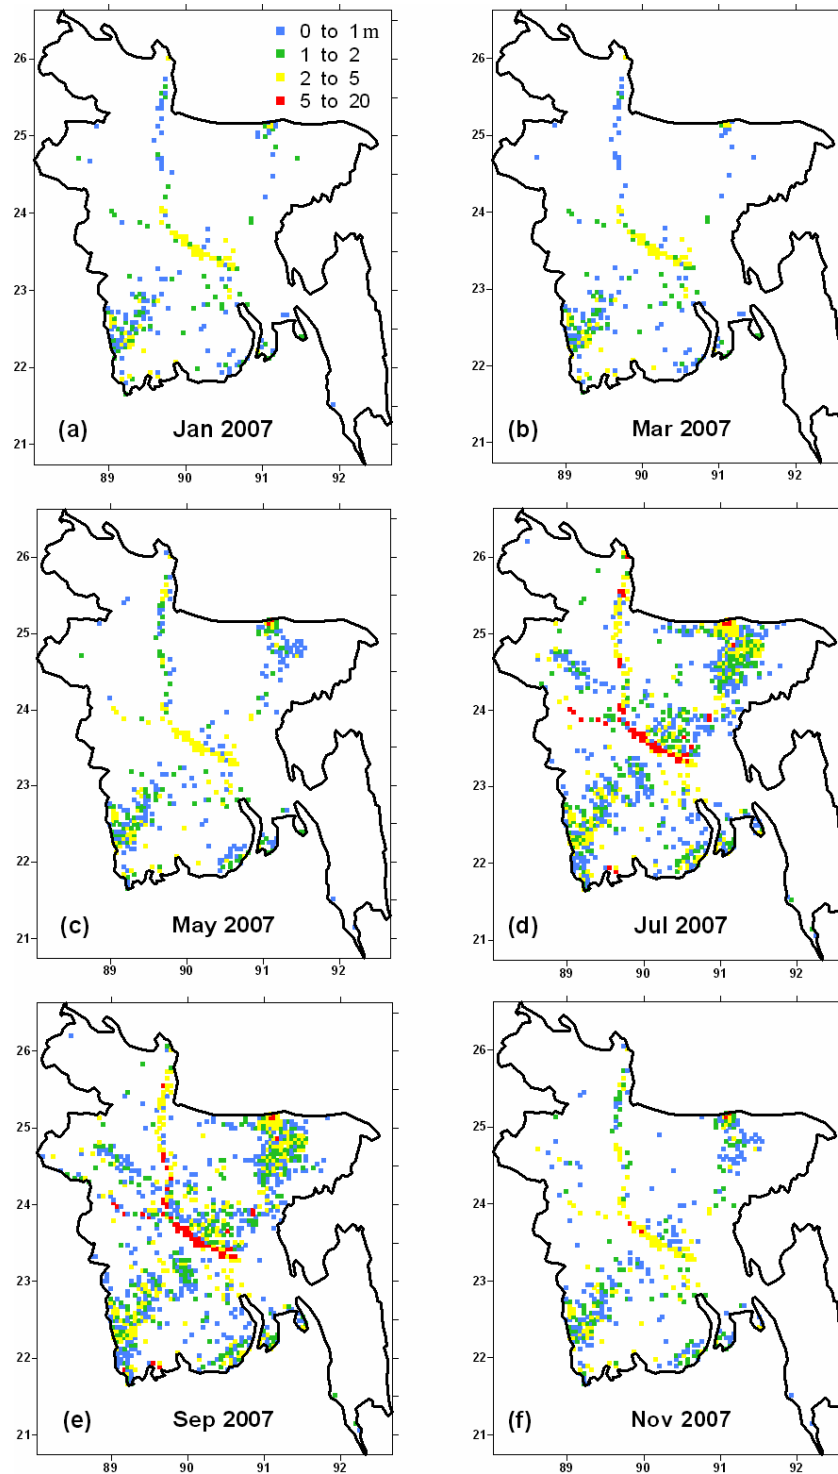 0 to 1 m
1 to 2
2 to 5
5 to 20
26
25
24
23
22
21
(a) Jan 2007
89 90 91 92
26
25
24
23
22
21
(b) Mar 2007
89 90 91 92
26
25
24
23
22
21
(c) May 2007
89 90 91 92
26
25
24
23
22
21
(d) Jul 2007
89 90 91 92
26
25
24
23
22
21
(e) Sep 2007
89 90 91 92
26
25
24
23
22
21
(f) Nov 2007
89 90 91 92